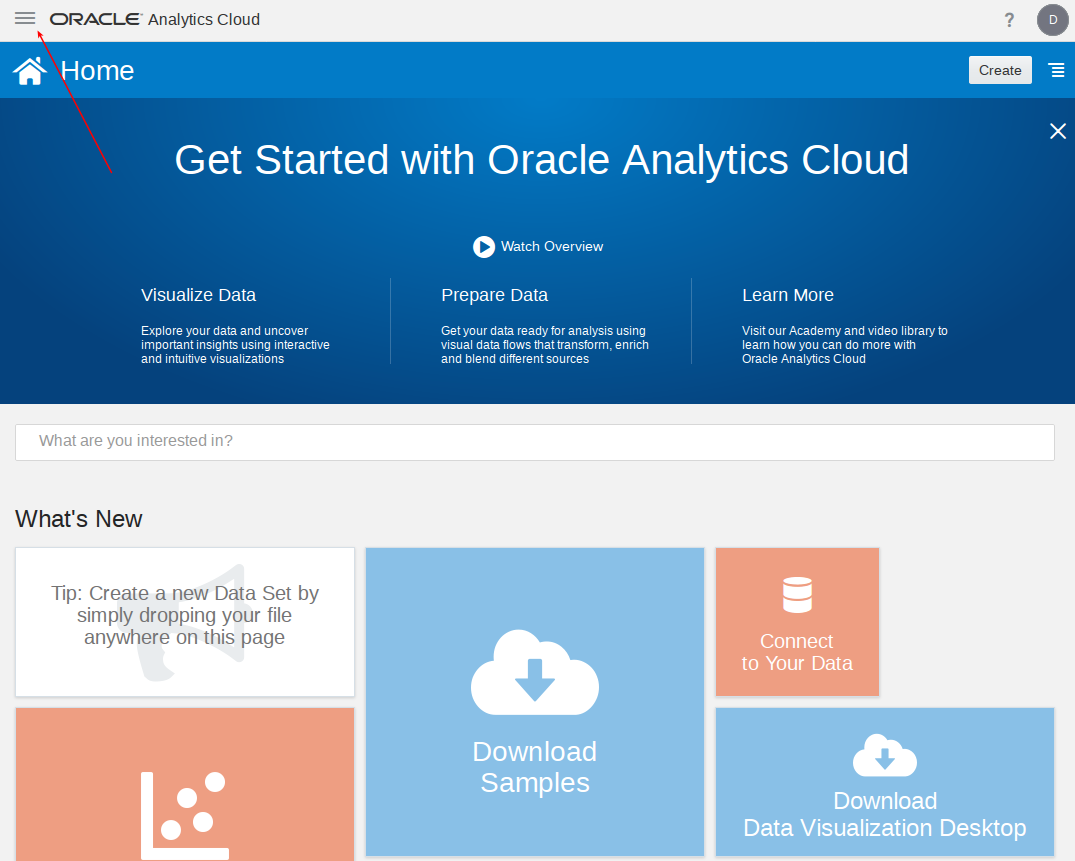 ORACLE Analytics Cloud
?
D
Home
Create
Get Started with Oracle Analytics Cloud
Watch Overview
Visualize Data
Explore your data and uncover
important insights using interactive
and intuitive visualizations
Prepare Data
Get your data ready for analysis using
visual data flows that transform, enrich
and blend different sources
Learn More
Visit our Academy and video library to
learn how you can do more with
Oracle Analytics Cloud
What are you interested in?
What's New
Tip: Create a new Data Set by
simply dropping your file
anywhere on this page
Download
Samples
Connect
to Your Data
Download
Data Visualization Desktop